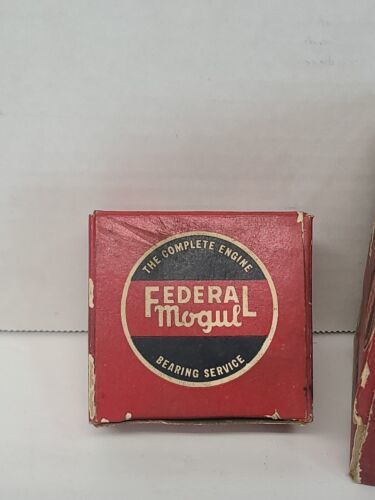 THE COMPLETE ENGINE
FEDERAL
Mogul
BEARING SERVICE